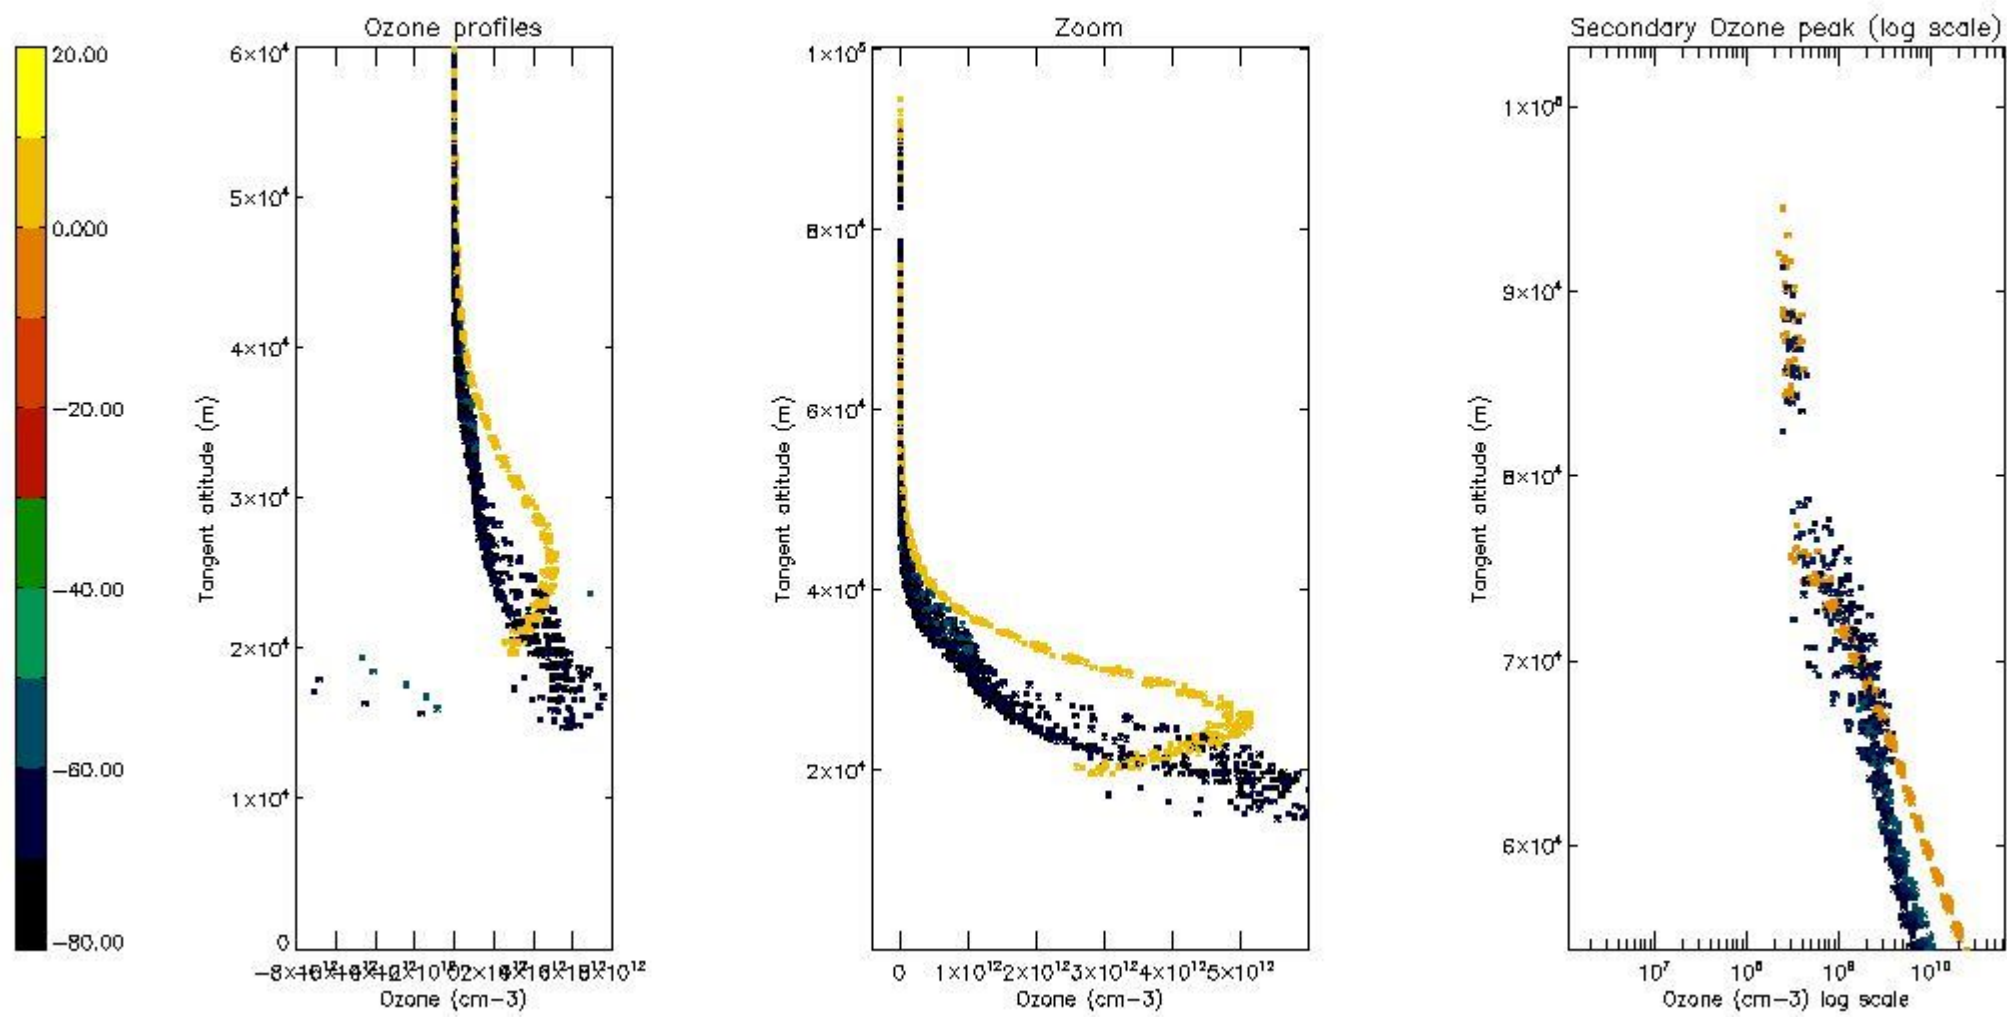 Ozone profiles
Zoom
Secondary Ozone peak (log scale)
20.00
0.000
−20.00
−40.00
−60.00
−80.00
6×10⁴
5×10⁴
4×10⁴
3×10⁴
2×10⁴
1×10⁴
0
Tangent altitude (m)
Ozone (cm−3)
1×10⁵
8×10⁴
6×10⁴
4×10⁴
2×10⁴
Tangent altitude (m)
0 1×10¹² 2×10¹² 3×10¹² 4×10¹² 5×10¹²
Ozone (cm−3)
1×10⁵
9×10⁴
8×10⁴
7×10⁴
6×10⁴
Tangent altitude (m)
10⁷ 10⁸ 10⁹ 10¹⁰
Ozone (cm−3) log scale